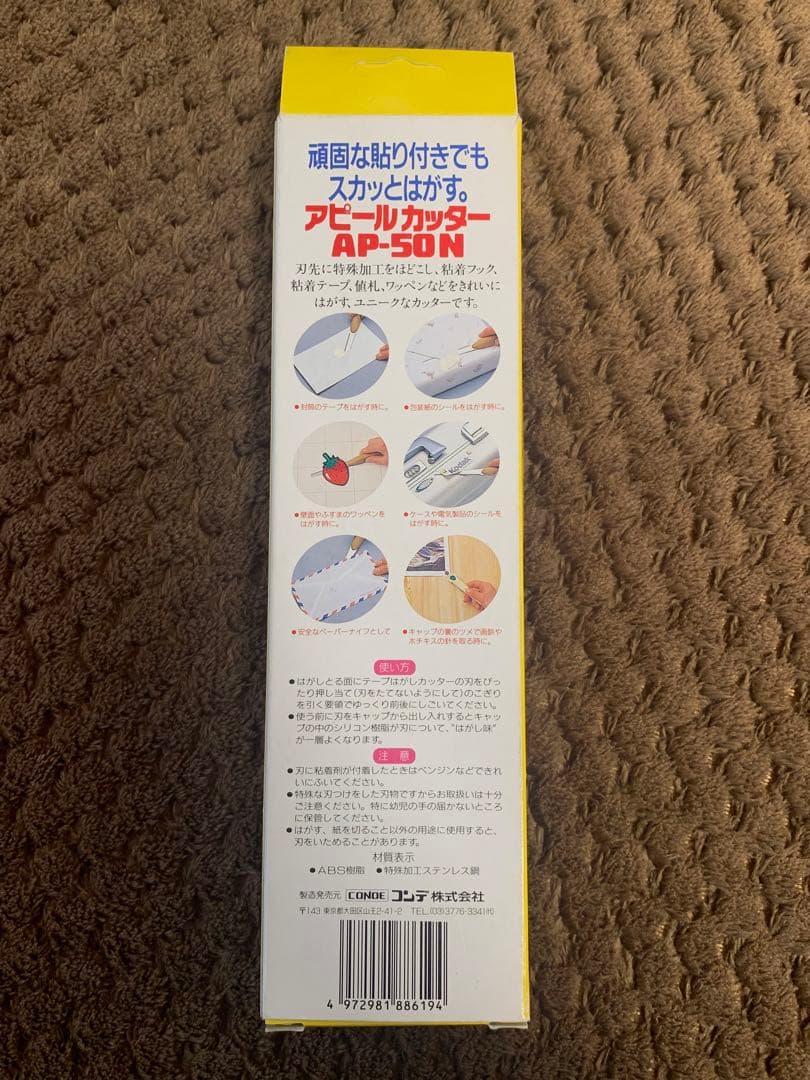 頑固な貼り付きでも
スカッとはがす。
アピールカッター
AP-50N
刃先に特殊加工をほどこし、粘着フック、
粘着テープ、値札、ワッペンなどをきれいに
はがす、ユニークなカッターです。
●封筒のテープをはがす時に。
●包装紙のシールをはがす時に。
Kodak
●壁面やふすまのワッペンを
はがす時に。
●ケースや電気製品のシールを
はがす時に。
●安全なペーパーナイフとして
●キャップの裏のツメで画鋲や
ホチキスの針を取る時に。
使い方
●はがしとる面にテープはがしカッターの刃をぴっ
たり押し当て(刃をたてないようにして)のこぎり
を引く要領でゆっくり前後にしごいてください。
●使う前に刃をキャップから出し入れするとキャッ
プの中のシリコン樹脂が刃について、"はがし味"
が一層よくなります。
注 意
●刃に粘着剤が付着したときはベンジンなどできれ
いにふいてください。
●特殊な刃つけをした刃物ですからお取扱いは十分
ご注意ください。特に幼児の手の届かないところ
に保管してください。
●はがす、紙を切ること以外の用途に使用すると、
刃をいためることがあります。
材質表示
●ABS樹脂 ●特殊加工ステンレス鋼
製造発売元 CONDE コンデ株式会社
〒143 東京都大田区山王2-41-2 TEL.(03)3776-3341(代)
4 972981 886194